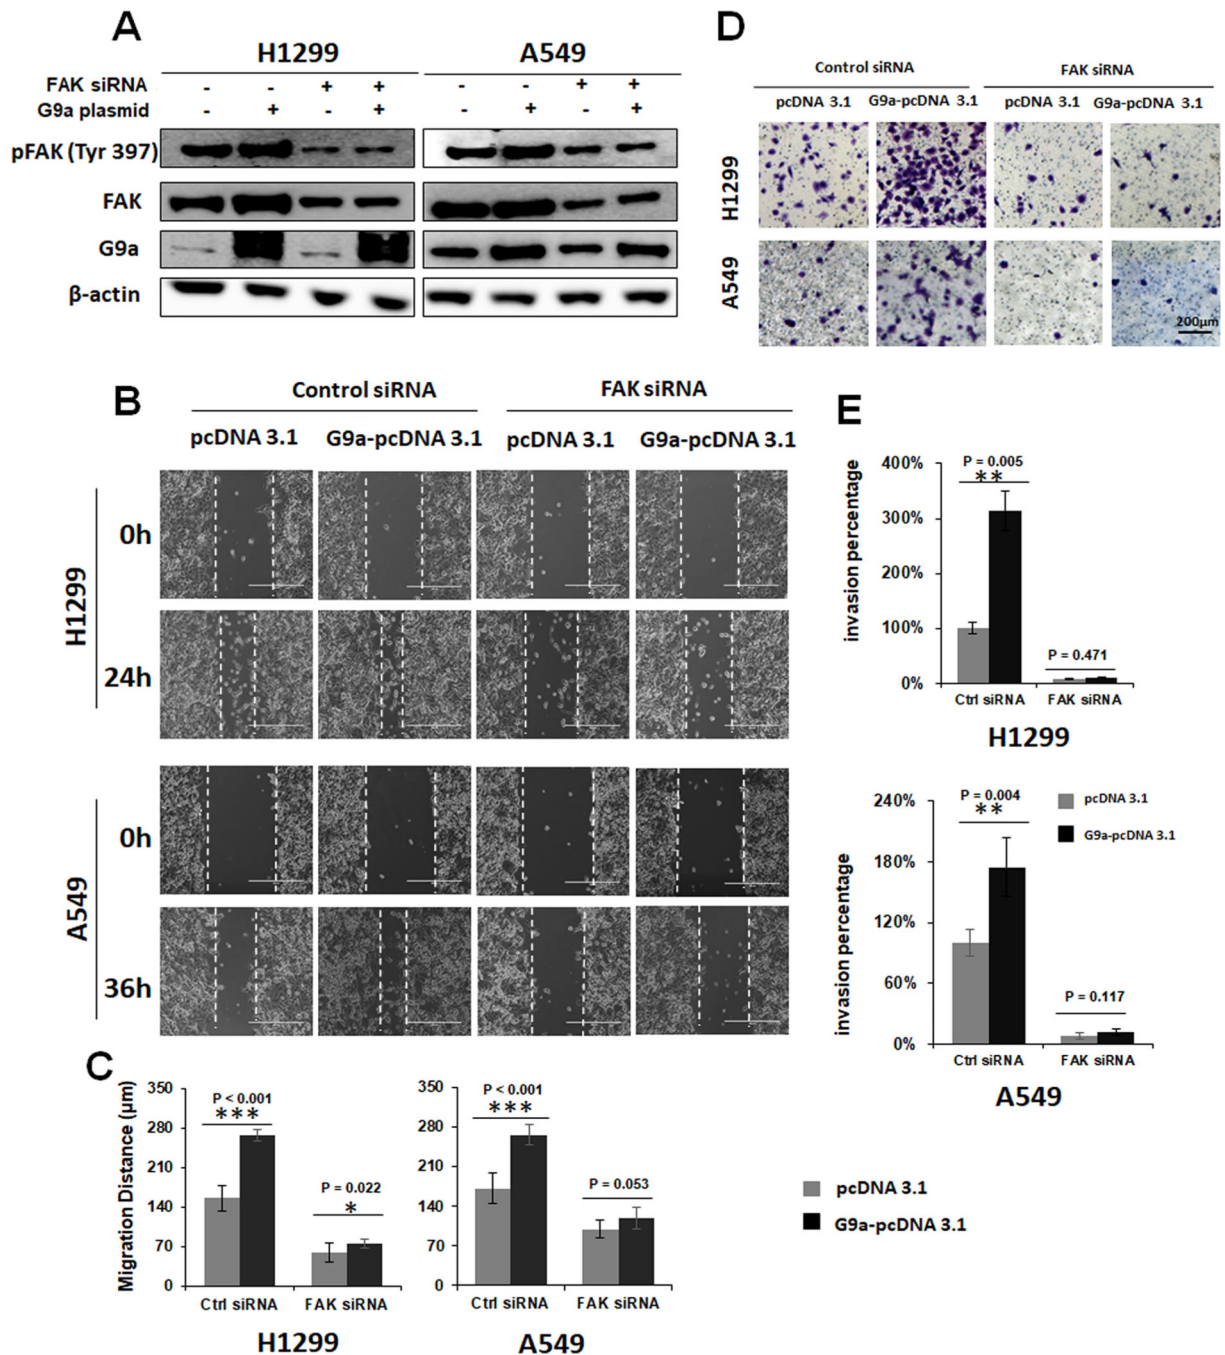 A
H1299
A549
FAK siRNA - - + + - - + +
G9a plasmid - + - + - + - +
pFAK (Tyr 397)
FAK
G9a
β-actin
D
Control siRNA
FAK siRNA
pcDNA 3.1
G9a-pcDNA 3.1
pcDNA 3.1
G9a-pcDNA 3.1
H1299
A549
200µm
B
Control siRNA
FAK siRNA
pcDNA 3.1
G9a-pcDNA 3.1
pcDNA 3.1
G9a-pcDNA 3.1
H1299
0h
24h
A549
0h
36h
E
invasion percentage
400%
300%
200%
100%
0%
P = 0.005
**
P = 0.471
Ctrl siRNA
FAK siRNA
H1299
invasion percentage
240%
180%
120%
60%
0%
P = 0.004
**
P = 0.117
pcDNA 3.1
G9a-pcDNA 3.1
Ctrl siRNA
FAK siRNA
A549
C
Migration Distance (µm)
350
280
210
140
70
0
P < 0.001
***
P = 0.022
*
Ctrl siRNA
FAK siRNA
H1299
350
280
210
140
70
0
P < 0.001
***
P = 0.053
Ctrl siRNA
FAK siRNA
A549
pcDNA 3.1
G9a-pcDNA 3.1